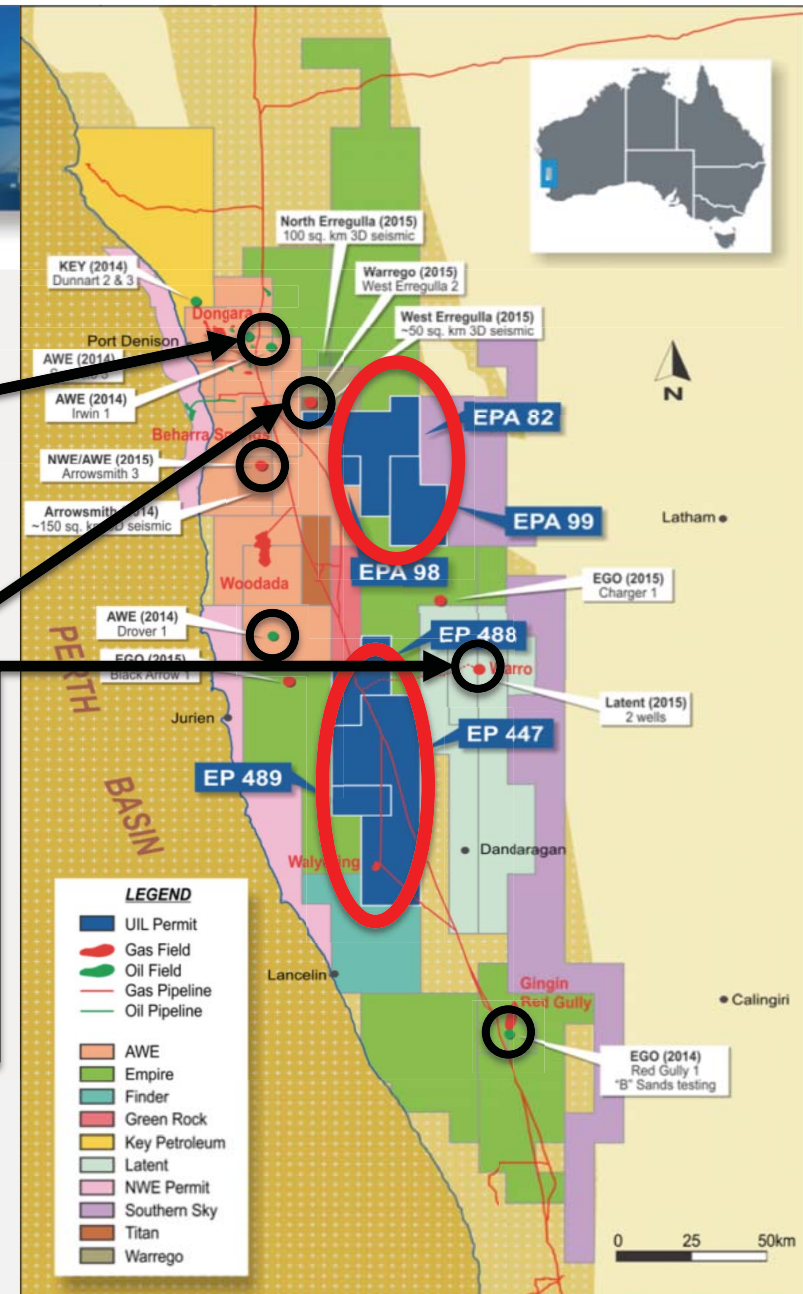 North Erregulla (2015)
100 sq. km 3D seismic
KEY (2014)
Dunnart 2 & 3
Warrego (2015)
West Erregulla 2
Dongara
West Erregulla (2015)
~50 sq. km 3D seismic
Port Denison
AWE (2014)
AWE (2014)
Irwin 1
N
EPA 82
Beharra
NWE/AWE (2015)
Arrowsmith 3
EPA 99
Latham
Arrowsmith
~150 sq. km 3D seismic
EPA 98
Woodada
EGO (2015)
Charger 1
AWE (2014)
Drover 1
EP 488
EGO (2015)
Black Arrow 1
Warro
PERTH
BASIN
Latent (2015)
2 wells
Jurien
EP 447
EP 489
Dandaragan
LEGEND
UIL Permit
Gas Field
Oil Field
Gas Pipeline
Oil Pipeline
AWE
Empire
Finder
Green Rock
Key Petroleum
Latent
NWE Permit
Southern Sky
Titan
Warrego
Lancelin
Gingin
Red Gully
Calingiri
EGO (2014)
Red Gully 1
"B" Sands testing
0 25 50km